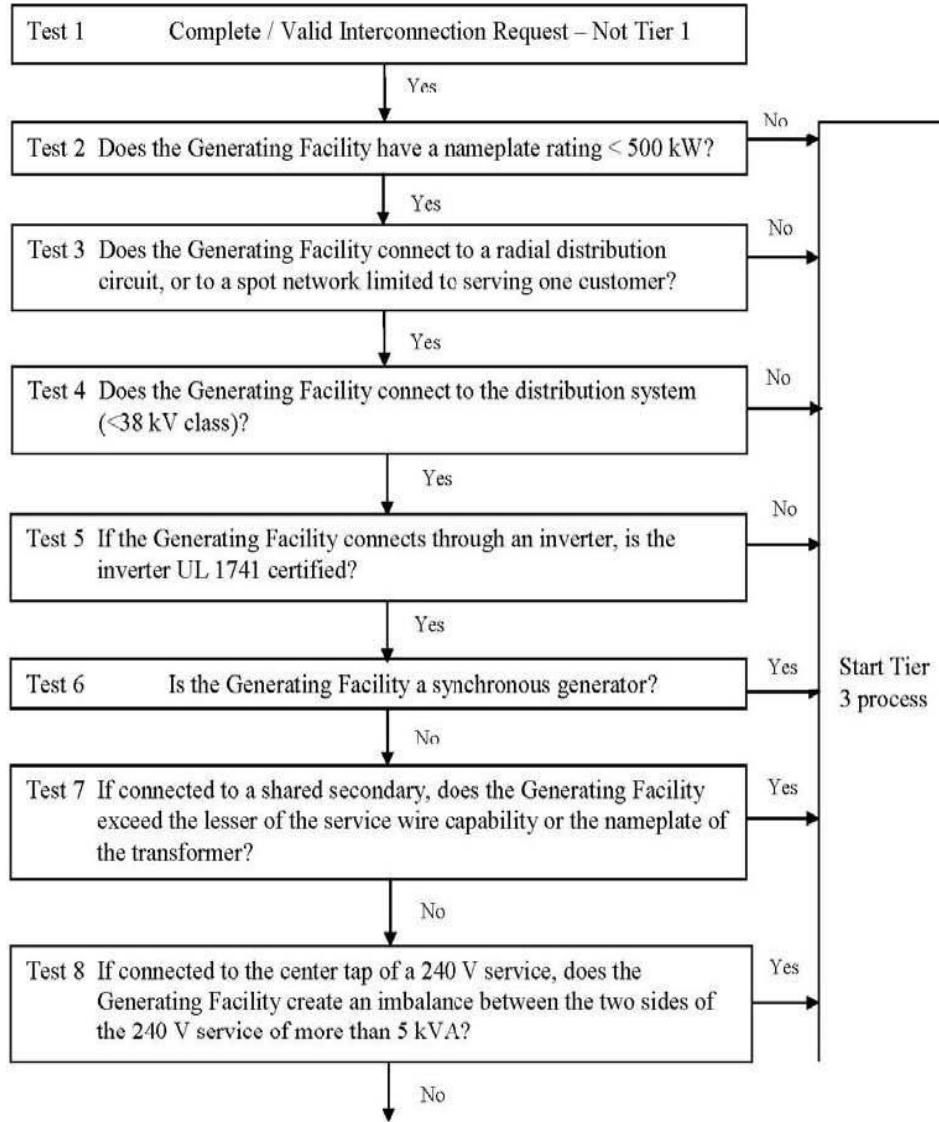 Test 1 Complete / Valid Interconnection Request – Not Tier 1
Yes
No
Test 2 Does the Generating Facility have a nameplate rating < 500 kW?
Yes
No
Test 3 Does the Generating Facility connect to a radial distribution
circuit, or to a spot network limited to serving one customer?
Yes
No
Test 4 Does the Generating Facility connect to the distribution system
(<38 kV class)?
Yes
No
Test 5 If the Generating Facility connects through an inverter, is the
inverter UL 1741 certified?
Yes
Test 6 Is the Generating Facility a synchronous generator?
Yes
Start Tier
3 process
No
Test 7 If connected to a shared secondary, does the Generating Facility
exceed the lesser of the service wire capability or the nameplate of
the transformer?
Yes
No
Test 8 If connected to the center tap of a 240 V service, does the
Generating Facility create an imbalance between the two sides of
the 240 V service of more than 5 kVA?
Yes
No